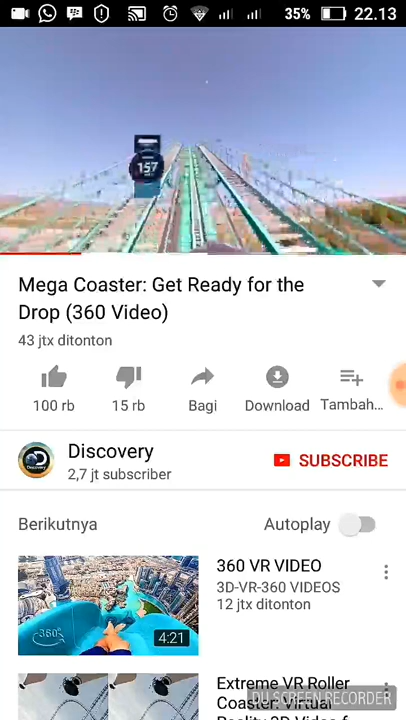 35% 22.13
157
Mega Coaster: Get Ready for the
Drop (360 Video)
43 jtx ditonton
100 rb
15 rb
Bagi
Download
Tambah...
Discovery
SUBSCRIBE
2,7 jt subscriber
Berikutnya
Autoplay
360°
4:21
360 VR VIDEO
3D-VR-360 VIDEOS
12 jtx ditonton
Extreme VR Roller
Coaster: Virtual
DU SCREEN RECORDER